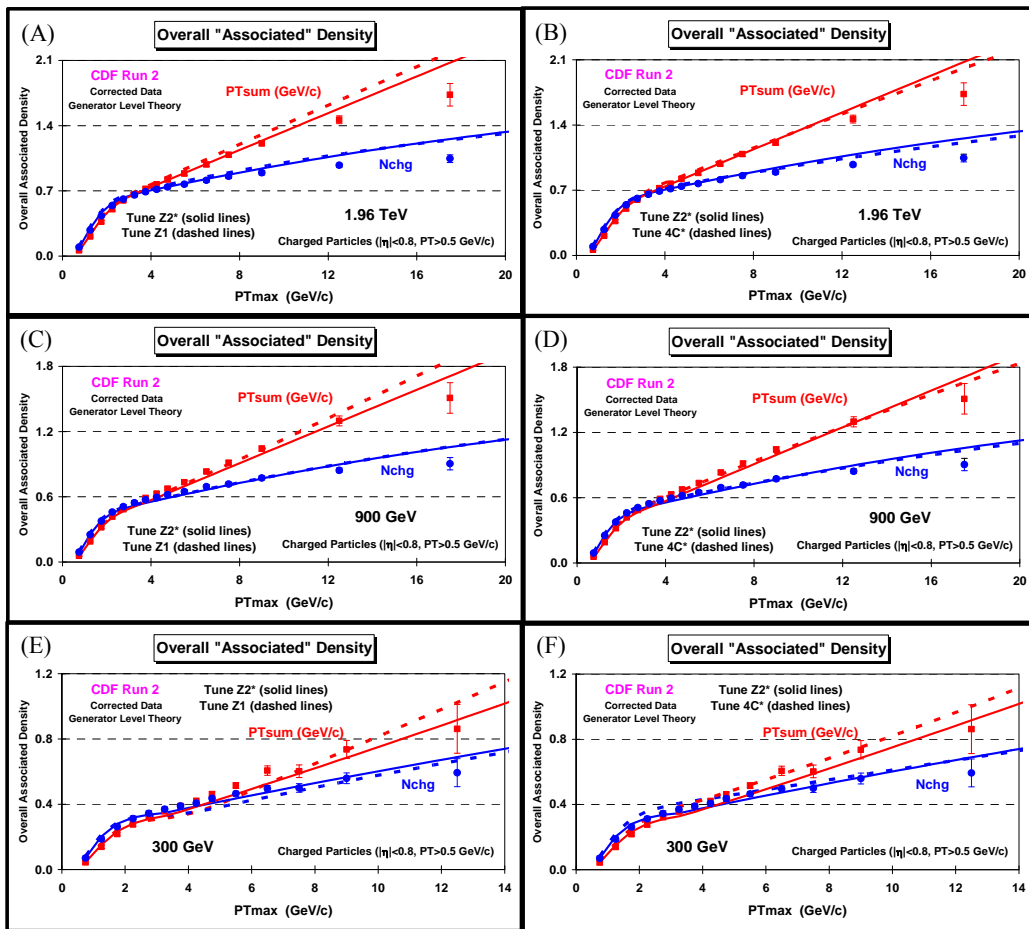 (A)
Overall "Associated" Density
2.1
1.4
0.7
0.0
Overall Associated Density
CDF Run 2
Corrected Data
Generator Level Theory
PTsum (GeV/c)
Nchg
Tune Z2* (solid lines)
Tune Z1 (dashed lines)
1.96 TeV
Charged Particles (|η|<0.8, PT>0.5 GeV/c)
0 4 8 12 16 20
PTmax (GeV/c)
(B)
Overall "Associated" Density
2.1
1.4
0.7
0.0
Overall Associated Density
CDF Run 2
Corrected Data
Generator Level Theory
PTsum (GeV/c)
Nchg
Tune Z2* (solid lines)
Tune 4C* (dashed lines)
1.96 TeV
Charged Particles (|η|<0.8, PT>0.5 GeV/c)
0 4 8 12 16 20
PTmax (GeV/c)
(C)
Overall "Associated" Density
1.8
1.2
0.6
0.0
Overall Associated Density
CDF Run 2
Corrected Data
Generator Level Theory
PTsum (GeV/c)
Nchg
900 GeV
Tune Z2* (solid lines)
Tune Z1 (dashed lines)
Charged Particles (|η|<0.8, PT>0.5 GeV/c)
0 4 8 12 16 20
PTmax (GeV/c)
(D)
Overall "Associated" Density
1.8
1.2
0.6
0.0
Overall Associated Density
CDF Run 2
Corrected Data
Generator Level Theory
PTsum (GeV/c)
Nchg
900 GeV
Tune Z2* (solid lines)
Tune 4C* (dashed lines)
Charged Particles (|η|<0.8, PT>0.5 GeV/c)
0 4 8 12 16 20
PTmax (GeV/c)
(E)
Overall "Associated" Density
1.2
0.8
0.4
0.0
Overall Associated Density
CDF Run 2
Corrected Data
Generator Level Theory
Tune Z2* (solid lines)
Tune Z1 (dashed lines)
PTsum (GeV/c)
Nchg
300 GeV
Charged Particles (|η|<0.8, PT>0.5 GeV/c)
0 2 4 6 8 10 12 14
PTmax (GeV/c)
(F)
Overall "Associated" Density
1.2
0.8
0.4
0.0
Overall Associated Density
CDF Run 2
Corrected Data
Generator Level Theory
Tune Z2* (solid lines)
Tune 4C* (dashed lines)
PTsum (GeV/c)
Nchg
300 GeV
Charged Particles (|η|<0.8, PT>0.5 GeV/c)
0 2 4 6 8 10 12 14
PTmax (GeV/c)